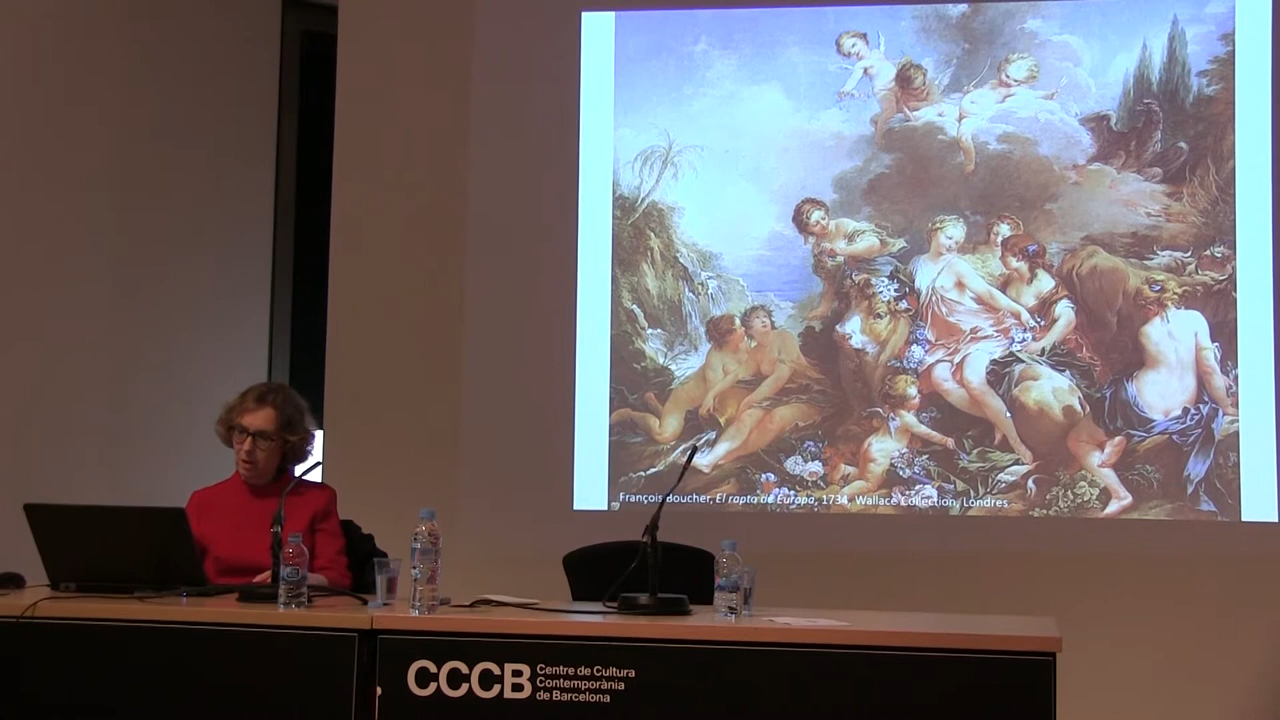 François Boucher, El rapto de Europa, 1734, Wallace Collection, Londres
CCCB
Centre de Cultura
Contemporània
de Barcelona